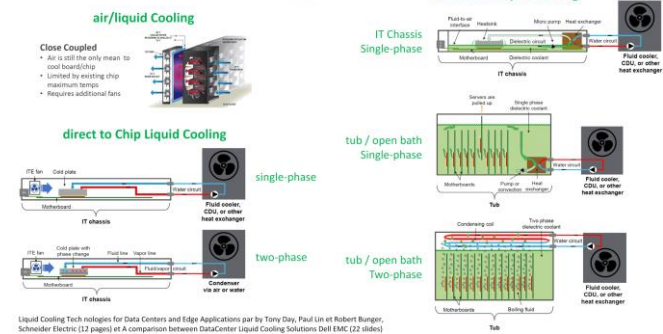 air/liquid Cooling
Close Coupled
• Air is still the only mean to
cool board/chip
• Limited by existing chip
maximum temps
• Requires additional fans
direct to Chip Liquid Cooling
ITE fan
Cold plate
Water circuit
Motherboard
IT chassis
Fluid cooler,
CDU, or other
heat exchanger
single-phase
ITE fan
Cold plate with
phase change
Fluid line
Vapor line
Fluid/vapor circuit
Motherboard
IT chassis
Condenser
via air or water
two-phase
IT Chassis
Single-phase
Fluid-to-air
interface
Heatsink
Micro pump
Heat exchanger
Dielectric circuit
Water circuit
Motherboard
Dielectric coolant
IT chassis
Fluid cooler,
CDU, or other
heat exchanger
tub / open bath
Single-phase
Servers are
pulled up
Single phase
dielectric coolant
Water circuit
Motherboards
Pump or
convection
Heat
exchanger
Tub
Fluid cooler,
CDU, or other
heat exchanger
tub / open bath
Two-phase
Condensing coil
Two phase
dielectric coolant
Water circuit
Motherboards
Boiling fluid
Tub
Fluid cooler,
CDU, or other
heat exchanger
Liquid Cooling Tech nologies for Data Centers and Edge Applications par by Tony Day, Paul Lin et Robert Bunger,
Schneider Electric (12 pages) et A comparison between DataCenter Liquid Cooling Solutions Dell EMC (22 slides)